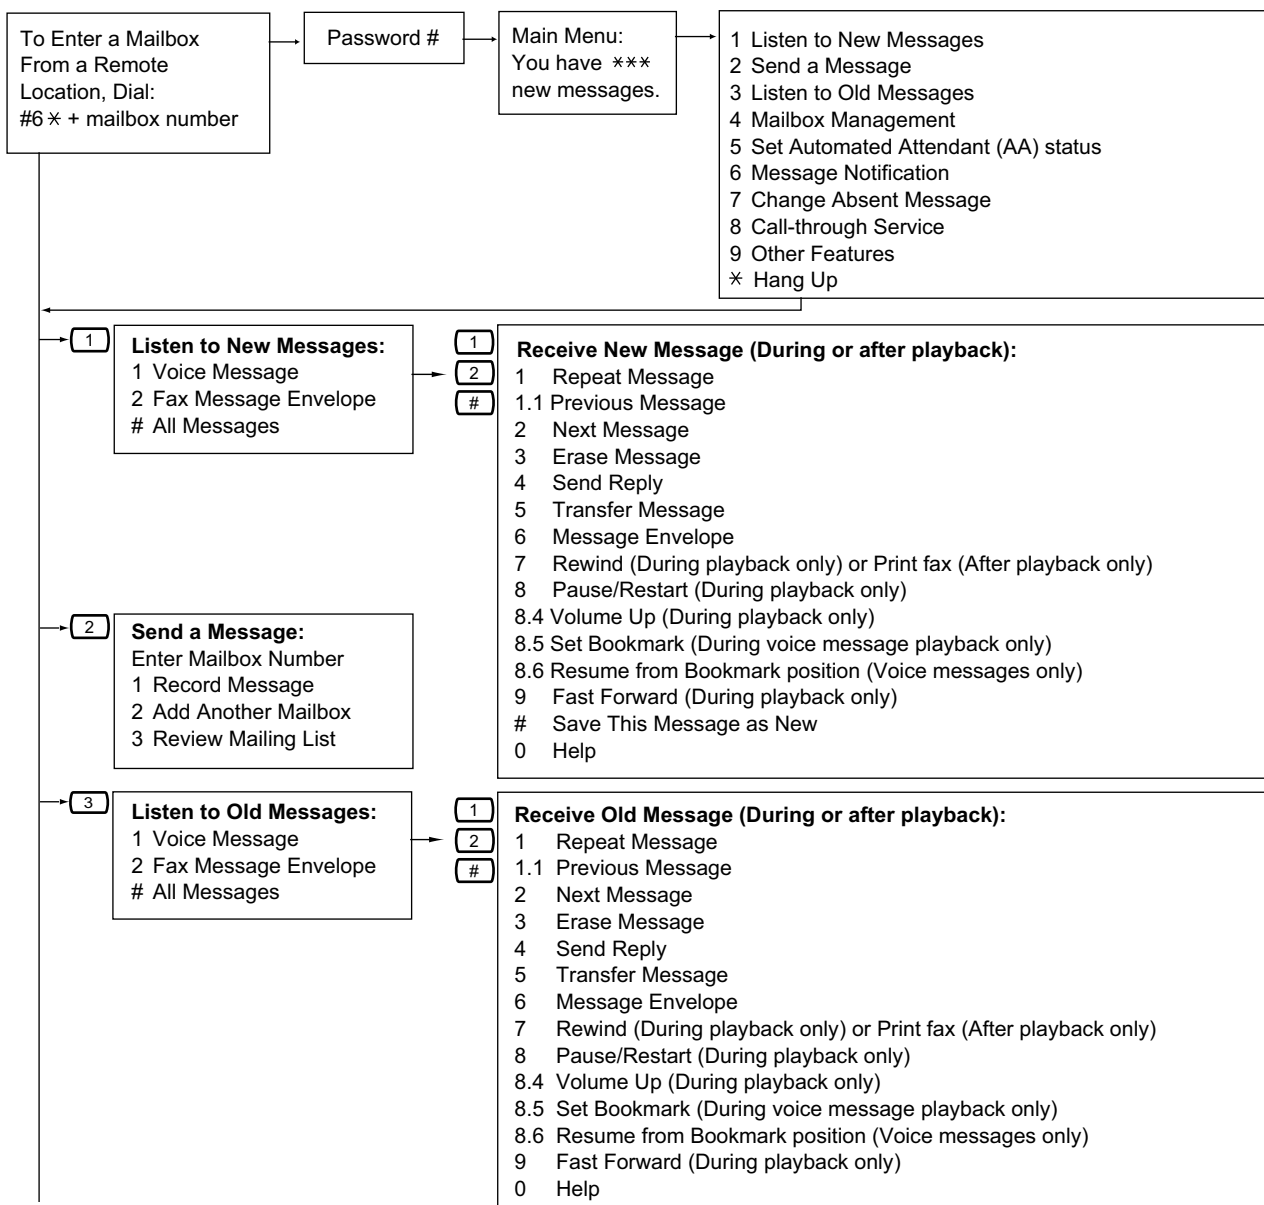 To Enter a Mailbox
From a Remote
Location, Dial:
#6 * + mailbox number
Password #
Main Menu:
You have ***
new messages.
1 Listen to New Messages
2 Send a Message
3 Listen to Old Messages
4 Mailbox Management
5 Set Automated Attendant (AA) status
6 Message Notification
7 Change Absent Message
8 Call-through Service
9 Other Features
* Hang Up
1
Listen to New Messages:
1 Voice Message
2 Fax Message Envelope
# All Messages
1
2
#
Receive New Message (During or after playback):
1 Repeat Message
1.1 Previous Message
2 Next Message
3 Erase Message
4 Send Reply
5 Transfer Message
6 Message Envelope
7 Rewind (During playback only) or Print fax (After playback only)
8 Pause/Restart (During playback only)
8.4 Volume Up (During playback only)
8.5 Set Bookmark (During voice message playback only)
8.6 Resume from Bookmark position (Voice messages only)
9 Fast Forward (During playback only)
# Save This Message as New
0 Help
2
Send a Message:
Enter Mailbox Number
1 Record Message
2 Add Another Mailbox
3 Review Mailing List
3
Listen to Old Messages:
1 Voice Message
2 Fax Message Envelope
# All Messages
1
2
#
Receive Old Message (During or after playback):
1 Repeat Message
1.1 Previous Message
2 Next Message
3 Erase Message
4 Send Reply
5 Transfer Message
6 Message Envelope
7 Rewind (During playback only) or Print fax (After playback only)
8 Pause/Restart (During playback only)
8.4 Volume Up (During playback only)
8.5 Set Bookmark (During voice message playback only)
8.6 Resume from Bookmark position (Voice messages only)
9 Fast Forward (During playback only)
0 Help